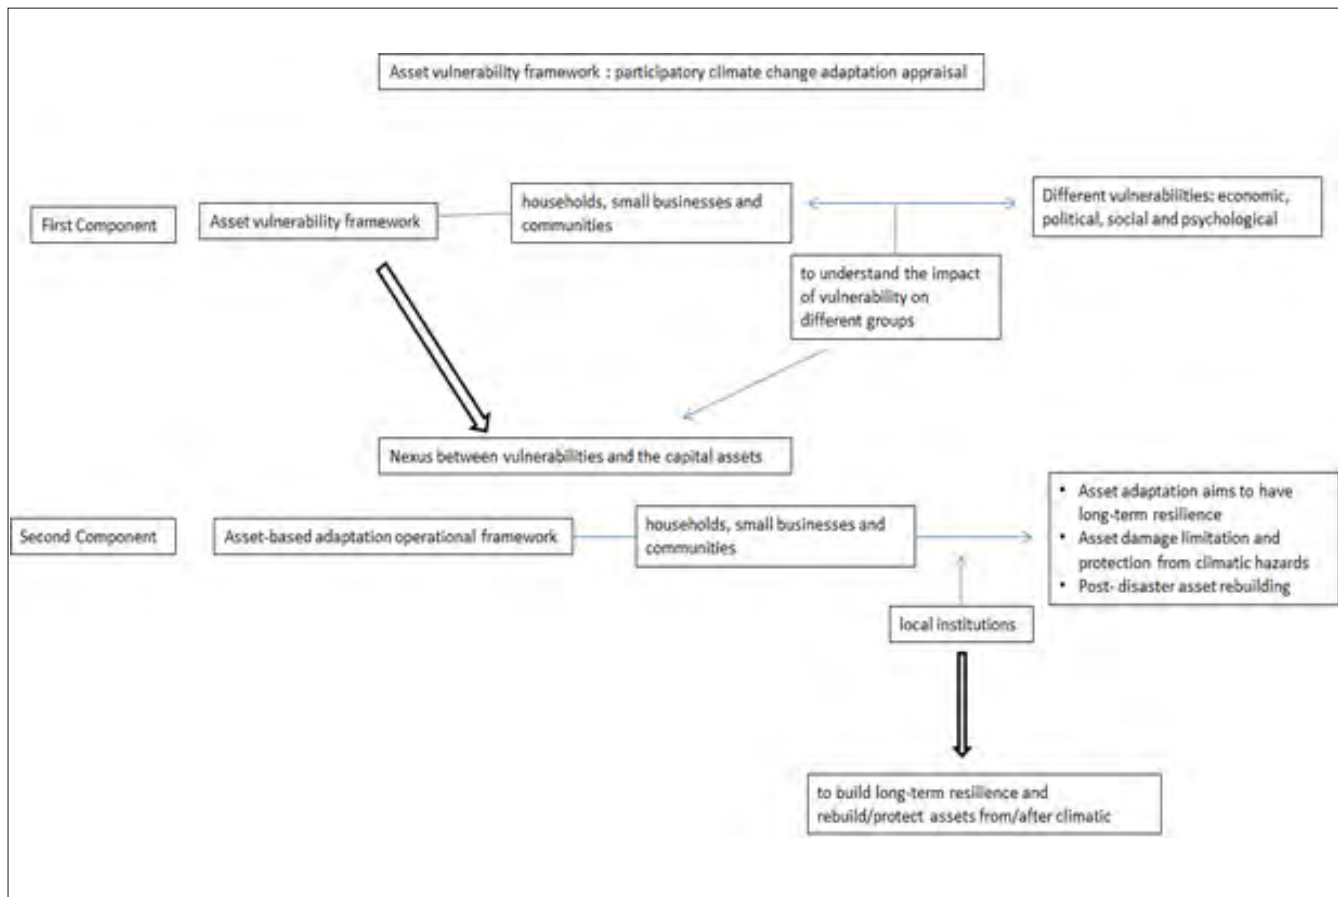 Asset vulnerability framework : participatory climate change adaptation appraisal
First Component
Asset vulnerability framework
households, small businesses and
communities
Different vulnerabilities: economic,
political, social and psychological
to understand the impact
of vulnerability on
different groups
Nexus between vulnerabilities and the capital assets
Second Component
Asset-based adaptation operational framework
households, small businesses and
communities
• Asset adaptation aims to have
long-term resilience
• Asset damage limitation and
protection from climatic hazards
• Post- disaster asset rebuilding
local institutions
to build long-term resilience and
rebuild/protect assets from/after climatic